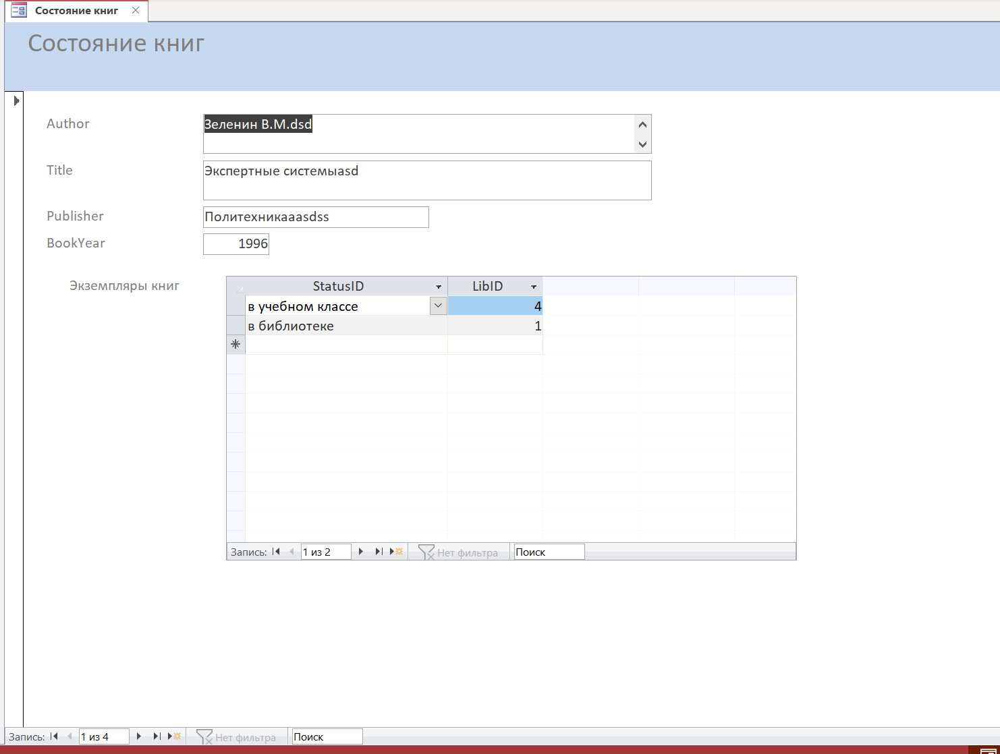 Состояние книг
Состояние книг
Author Зеленин В.М.dsd
Title Экспертные системыasd
Publisher Политехникаааsdss
BookYear 1996
Экземпляры книг
StatusID LibID
в учебном классе 4
в библиотеке 1
Запись: 1 из 2 Нет фильтра Поиск
Запись: 1 из 4 Нет фильтра Поиск